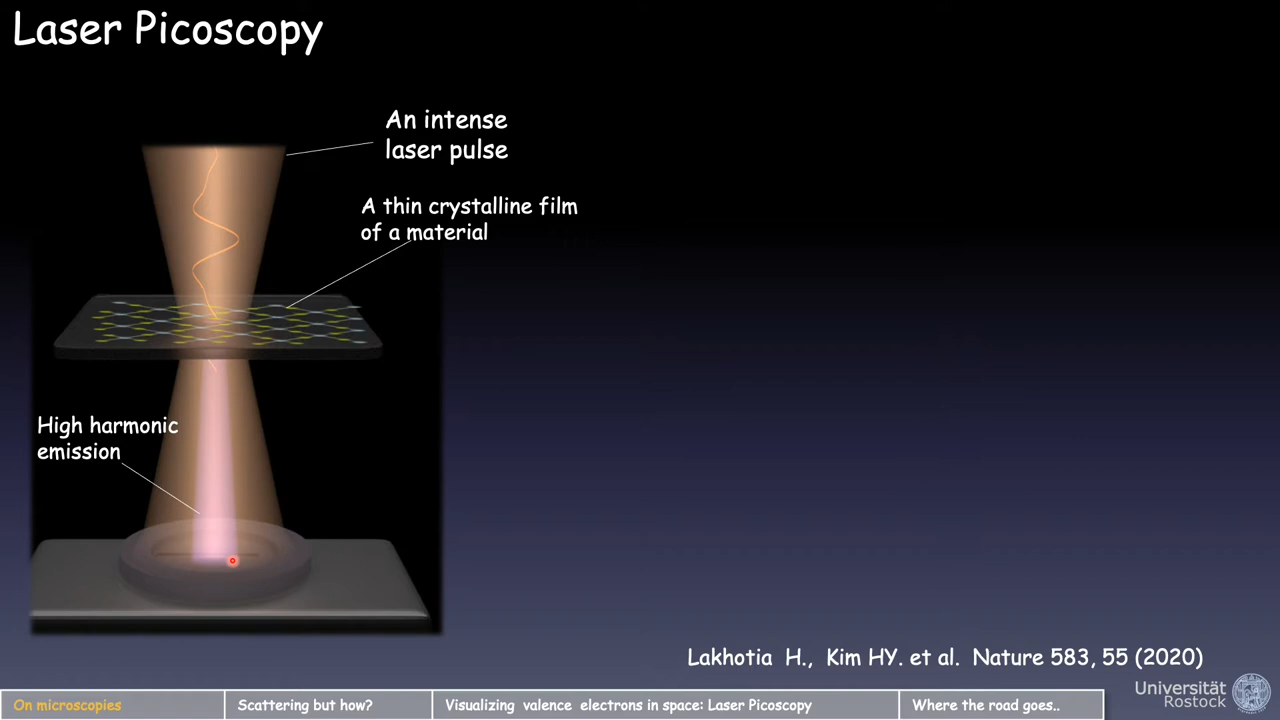 Laser Picoscopy
An intense
laser pulse
A thin crystalline film
of a material
High harmonic
emission
Lakhotia H., Kim HY. et al. Nature 583, 55 (2020)
On microscopies
Scattering but how?
Visualizing valence electrons in space: Laser Picoscopy
Where the road goes..
Universität
Rostock